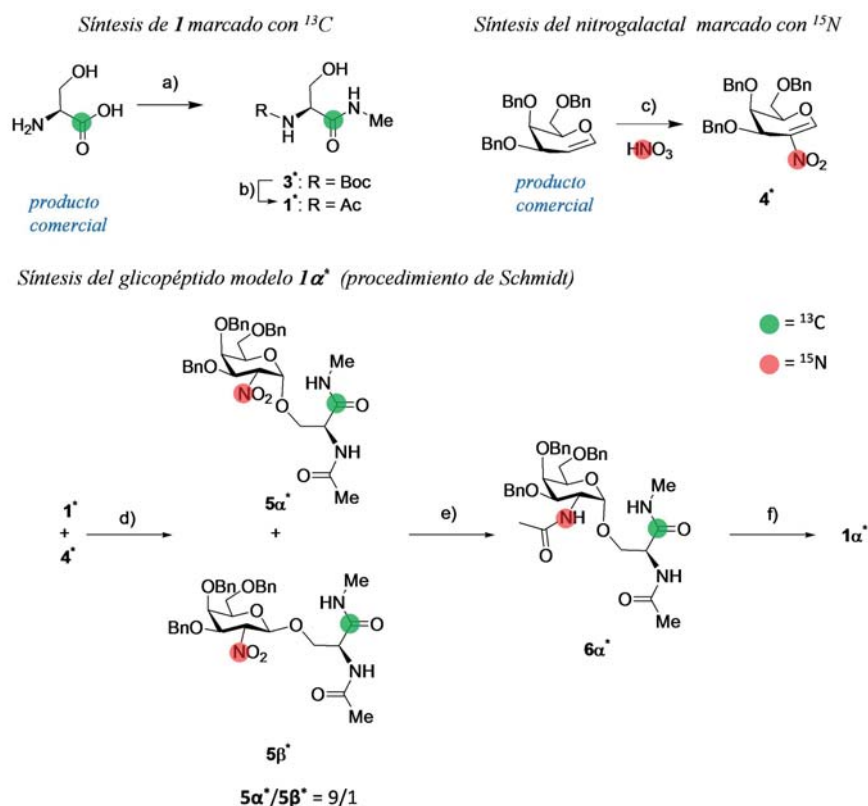 Síntesis de 1 marcado con ¹³C
Síntesis del nitrogalactal marcado con ¹⁵N
OH
H₂N
OH
O
producto
comercial
a)
OH
R
N
H
H
N
Me
O
3*: R = Boc
b)
1*: R = Ac
BnO
OBn
O
BnO
producto
comercial
c)
HNO₃
BnO
OBn
O
BnO
NO₂
4*
Síntesis del glicopéptido modelo 1α* (procedimiento de Schmidt)
= ¹³C
= ¹⁵N
1*
+
4*
d)
OBn
OBn
O
BnO
NO₂
O
Me
HN
O
NH
O
Me
5α*
+
OBn
OBn
O
BnO
NO₂
O
Me
HN
O
NH
O
Me
5β*
5α*/5β* = 9/1
e)
OBn
OBn
O
BnO
NH
O
O
Me
HN
O
NH
O
Me
6α*
f)
1α*